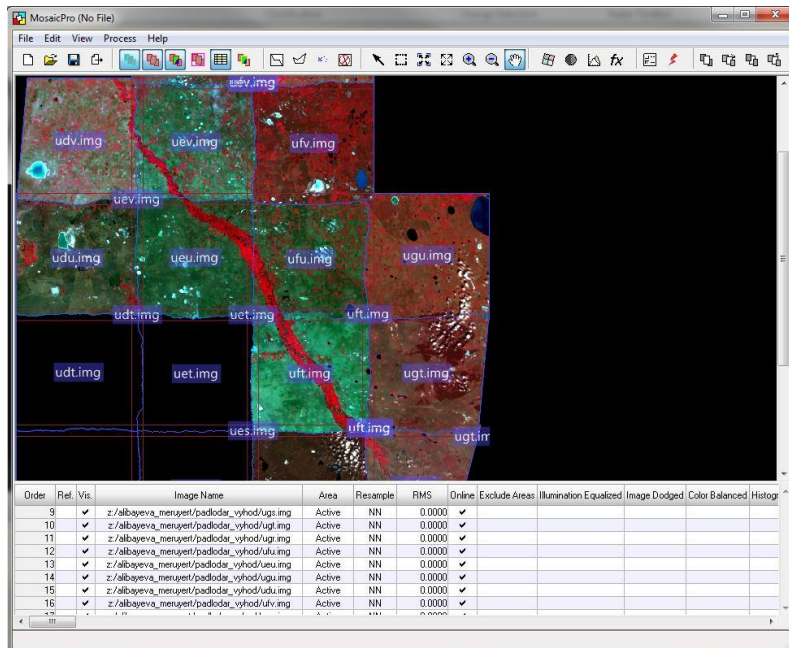 MosaicPro (No File)
File Edit View Process Help
uev.img
udv.img uev.img ufv.img
uev.img
udu.img ueu.img ufu.img ugu.img
udt.img uet.img uft.img
udt.img uet.img uft.img ugt.img
ues.img uft.img ugt.im
Order Ref. Vis. Image Name Area Resample RMS Online Exclude Areas Illumination Equalized Image Dodged Color Balanced Histogr
9 z:/alibayeva_meruyert/padlodar_vyhod/ugs.img Active NN 0.0000
10 z:/alibayeva_meruyert/padlodar_vyhod/ugt.img Active NN 0.0000
11 z:/alibayeva_meruyert/padlodar_vyhod/ugr.img Active NN 0.0000
12 z:/alibayeva_meruyert/padlodar_vyhod/ufu.img Active NN 0.0000
13 z:/alibayeva_meruyert/padlodar_vyhod/ueu.img Active NN 0.0000
14 z:/alibayeva_meruyert/padlodar_vyhod/ugu.img Active NN 0.0000
15 z:/alibayeva_meruyert/padlodar_vyhod/udu.img Active NN 0.0000
16 z:/alibayeva_meruyert/padlodar_vyhod/ufv.img Active NN 0.0000